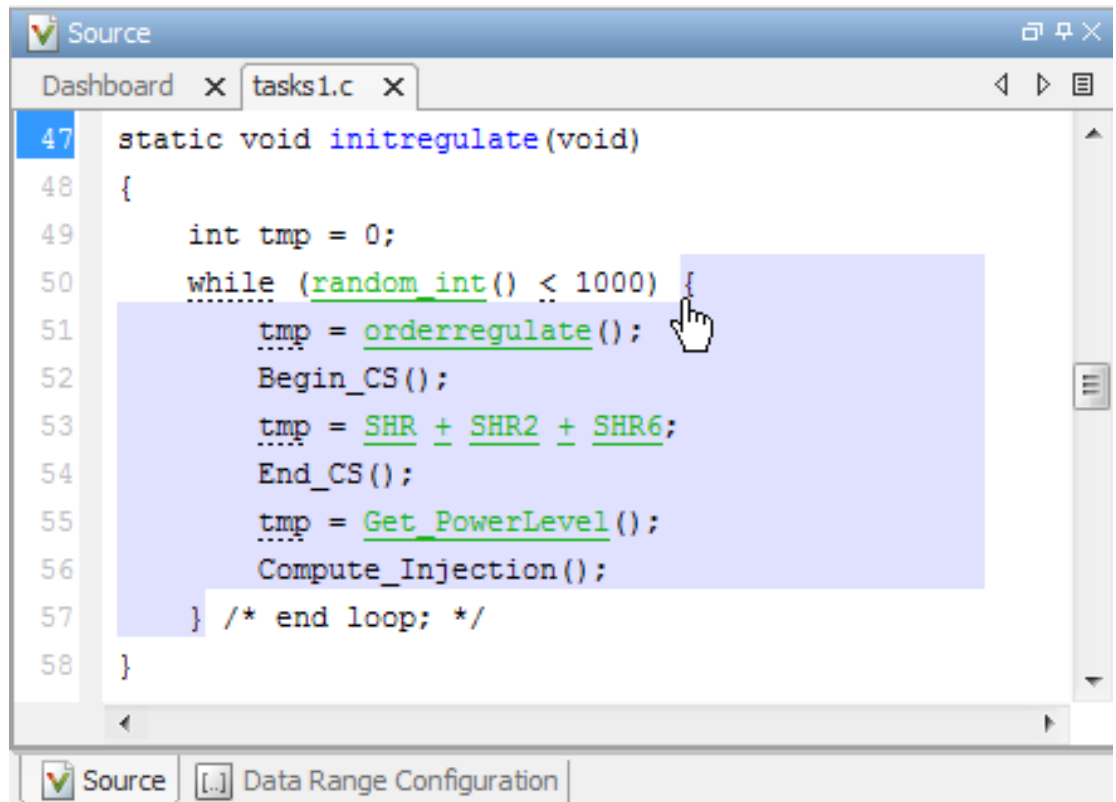 Source
Dashboard tasks1.c
47 static void initregulate(void)
48 {
49 int tmp = 0;
50 while (random_int() < 1000) {
51 tmp = orderregulate();
52 Begin_CS();
53 tmp = SHR + SHR2 + SHR6;
54 End_CS();
55 tmp = Get_PowerLevel();
56 Compute_Injection();
57 } /* end loop; */
58 }
Source [..] Data Range Configuration